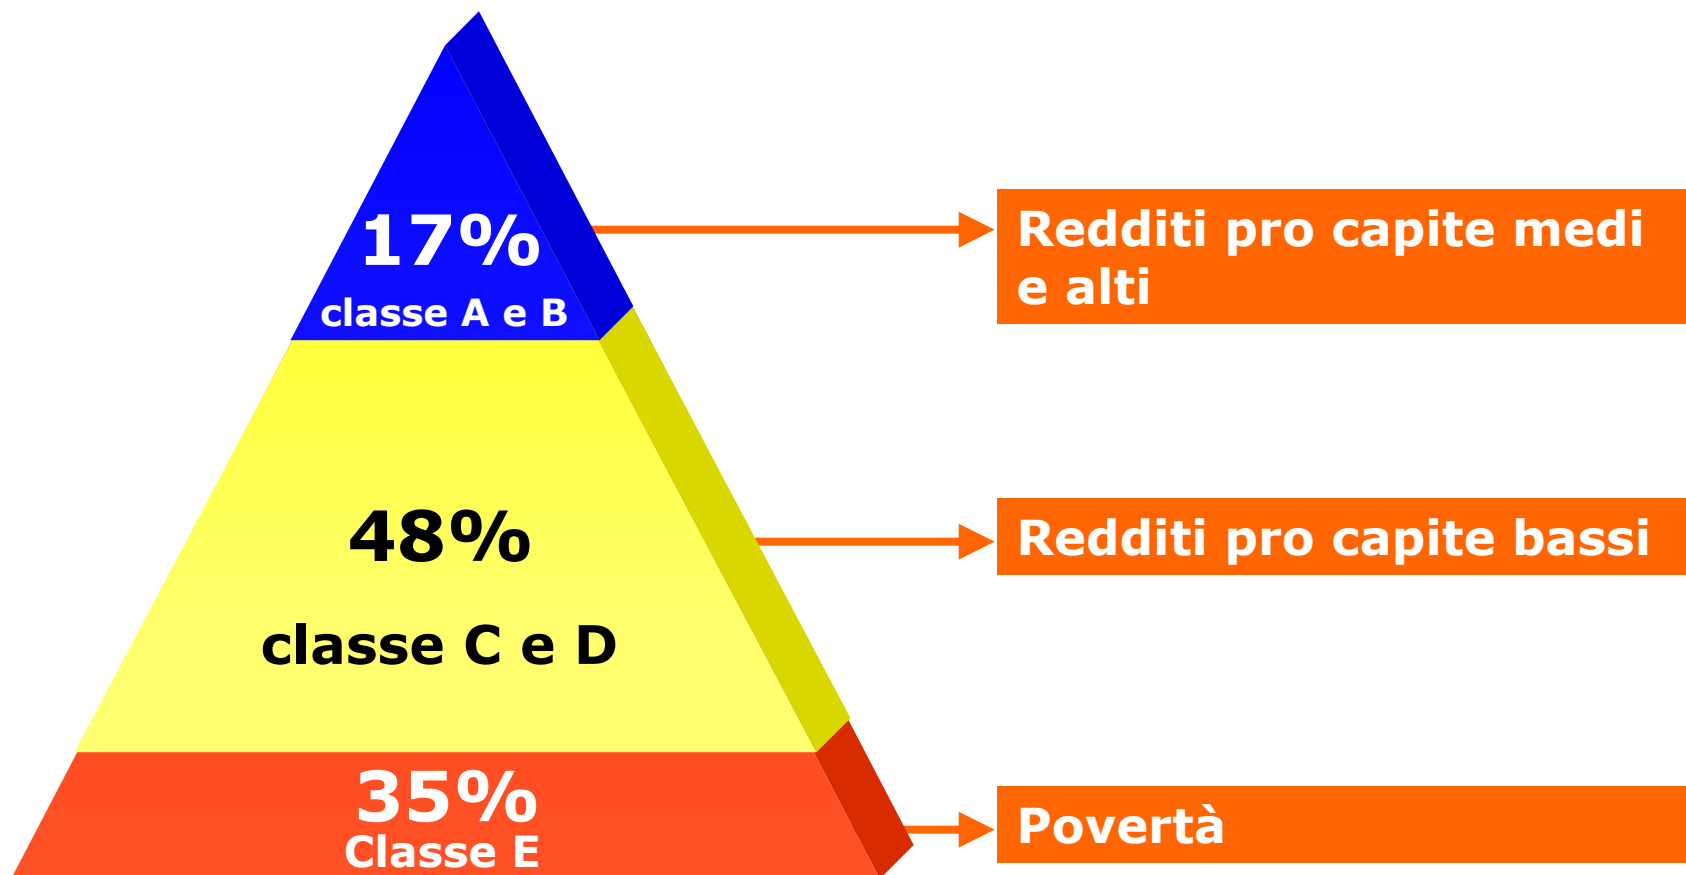 17%
classe A e B
Redditi pro capite medi
e alti
48%
classe C e D
Redditi pro capite bassi
35%
Classe E
Povertà